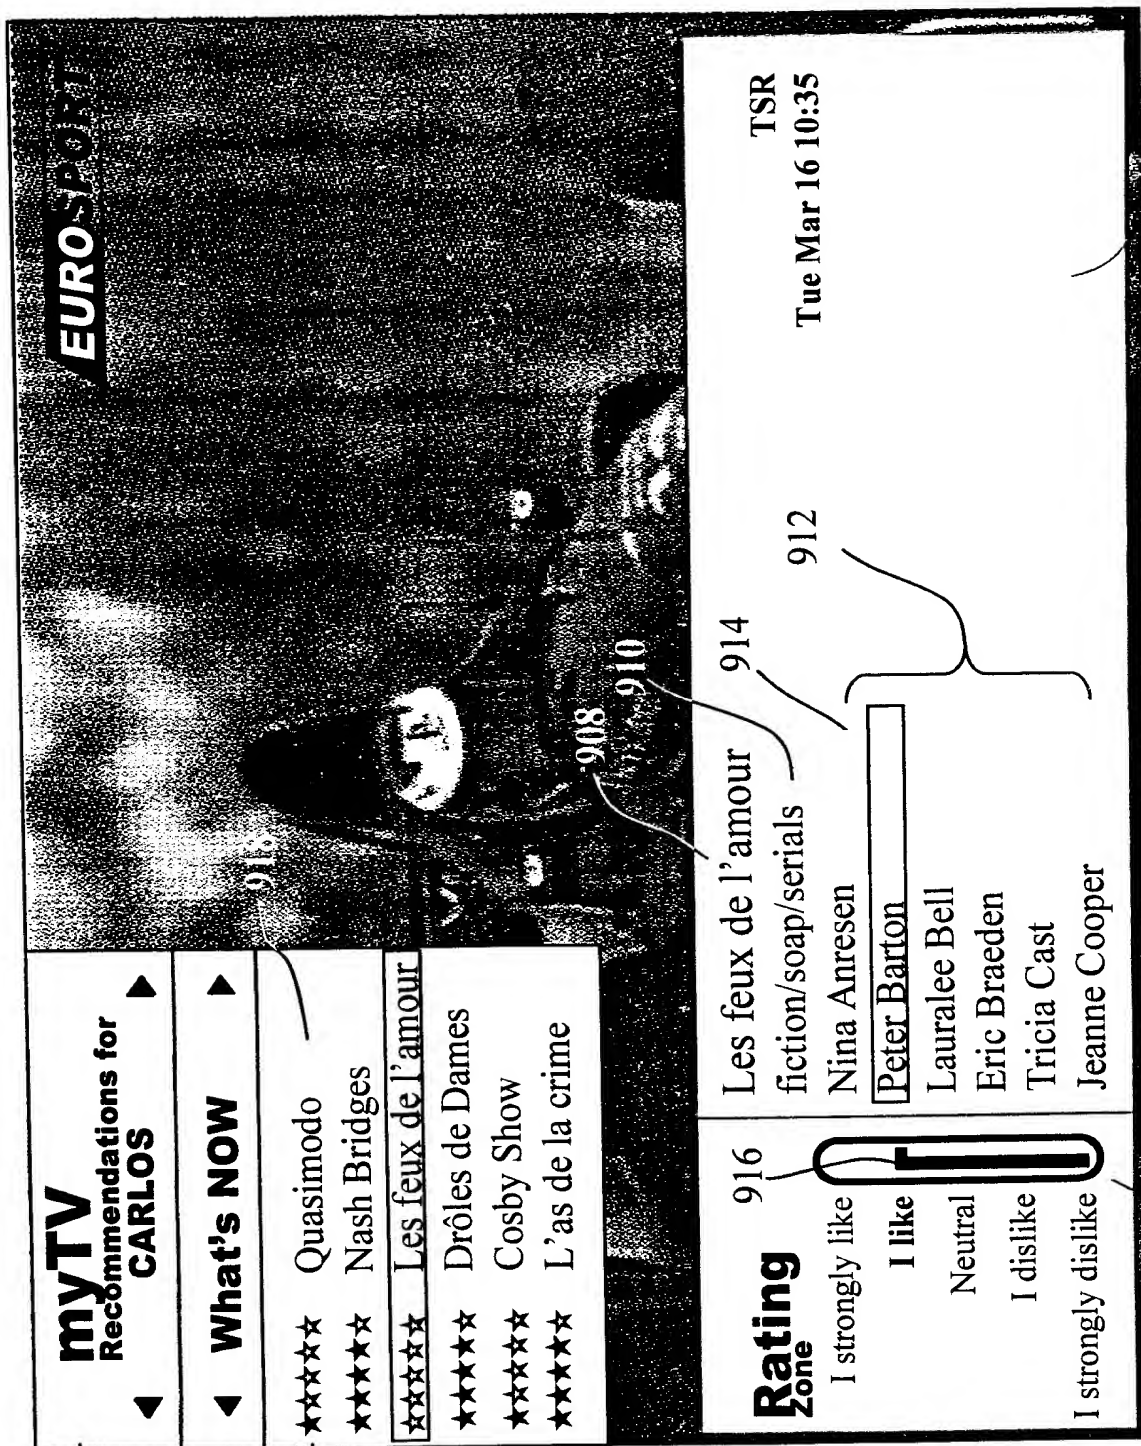 myTV
Recommendations for
CARLOS
What's NOW
Quasimodo
Nash Bridges
Les feux de l'amour
Drôles de Dames
Cosby Show
L'as de la crime
EUROSPORT
918
908
910
Rating
Zone
916
I strongly like
I like
Neutral
I dislike
I strongly dislike
Les feux de l'amour
fiction/soap/serials
Nina Anresen
Peter Barton
Lauralee Bell
Eric Braeden
Tricia Cast
Jeanne Cooper
914
912
TSR
Tue Mar 16 10:35